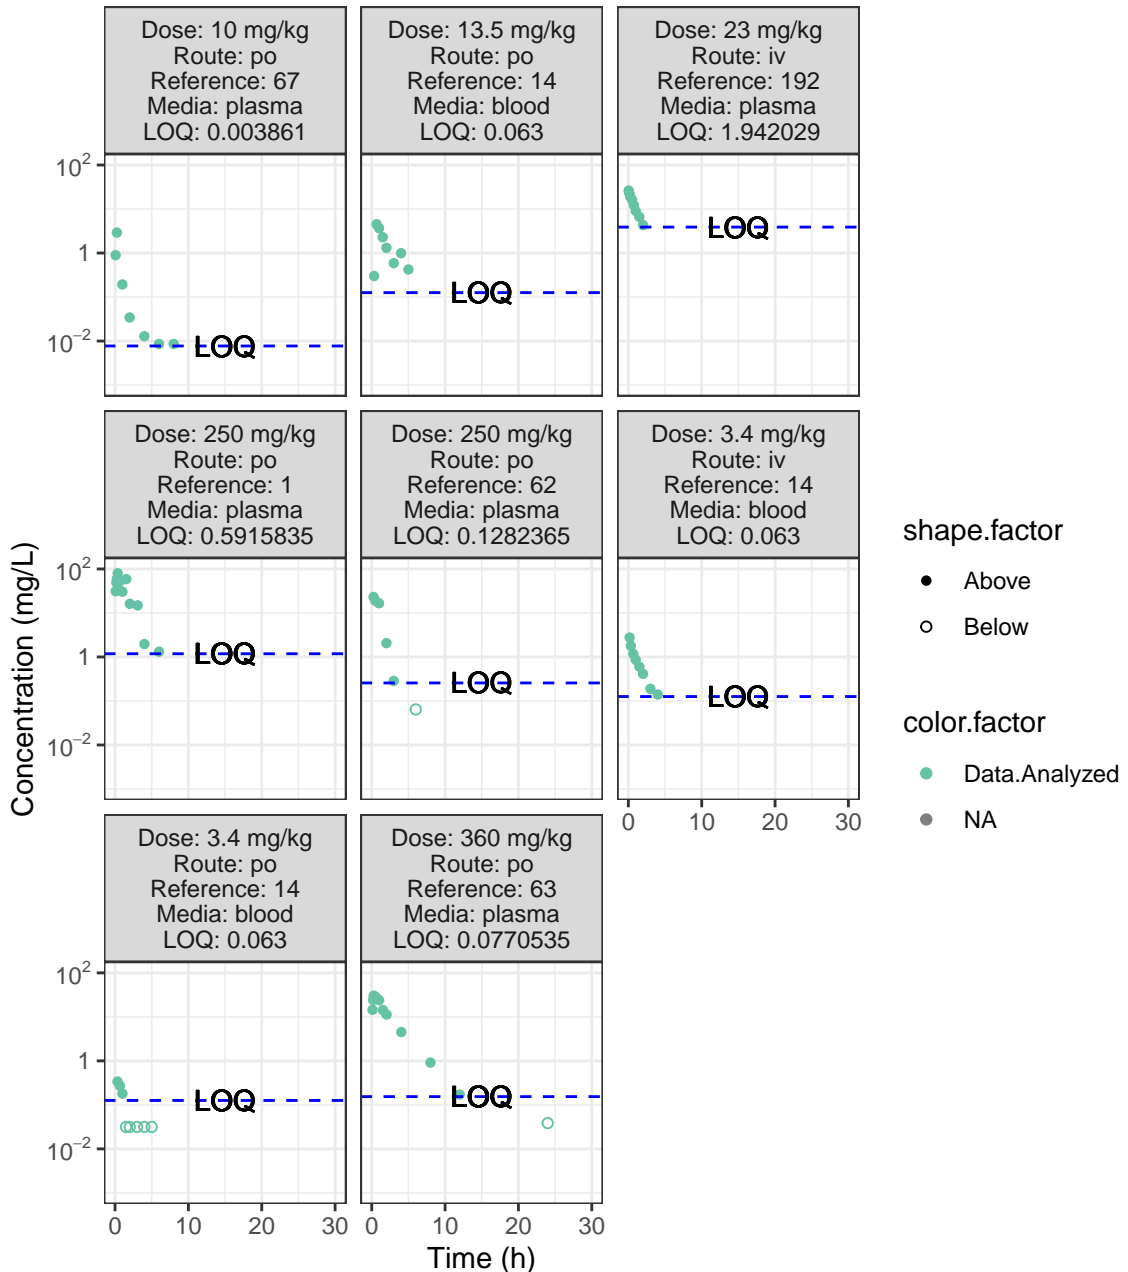 Dose: 10 mg/kg
Route: po
Reference: 67
Media: plasma
LOQ: 0.003861
Dose: 13.5 mg/kg
Route: po
Reference: 14
Media: blood
LOQ: 0.063
Dose: 23 mg/kg
Route: iv
Reference: 192
Media: plasma
LOQ: 1.942029
10²
1
10⁻²
LOQ
LOQ
LOQ
Dose: 250 mg/kg
Route: po
Reference: 1
Media: plasma
LOQ: 0.5915835
Dose: 250 mg/kg
Route: po
Reference: 62
Media: plasma
LOQ: 0.1282365
Dose: 3.4 mg/kg
Route: iv
Reference: 14
Media: blood
LOQ: 0.063
10²
1
10⁻²
LOQ
LOQ
LOQ
0 10 20 30
Dose: 3.4 mg/kg
Route: po
Reference: 14
Media: blood
LOQ: 0.063
Dose: 360 mg/kg
Route: po
Reference: 63
Media: plasma
LOQ: 0.0770535
10²
1
10⁻²
LOQ
LOQ
0 10 20 30
0 10 20 30
Time (h)
Concentration (mg/L)
shape.factor
Above
Below
color.factor
Data.Analyzed
NA